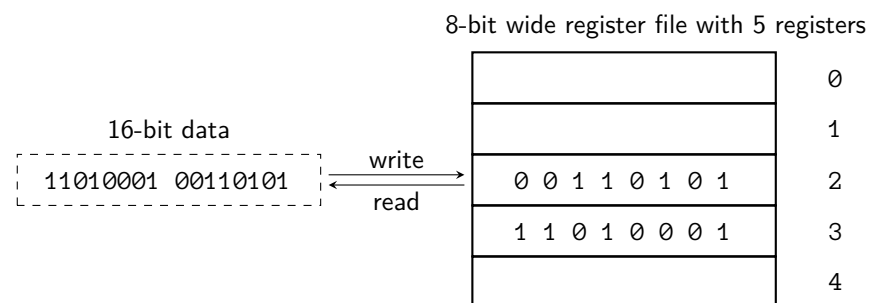 8-bit wide register file with 5 registers
0
1
16-bit data
11010001 00110101
write
read
0 0 1 1 0 1 0 1 2
1 1 0 1 0 0 0 1 3
4